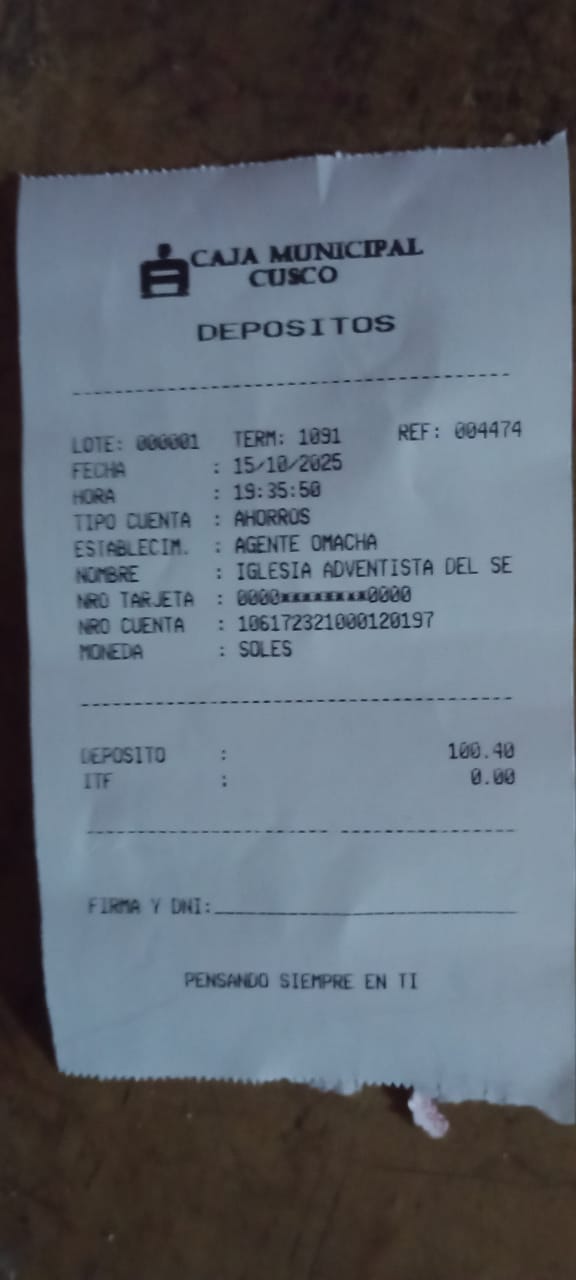 CAJA MUNICIPAL
CUSCO
DEPOSITOS
LOTE: 000001 TERM: 1091 REF: 004474
FECHA : 15/10/2025
HORA : 19:35:50
TIPO CUENTA : AHORROS
ESTABLECIM. : AGENTE OMACHA
NOMBRE : IGLESIA ADVENTISTA DEL SE
NRO TARJETA : 0000********0000
NRO CUENTA : 106172321000120197
MONEDA : SOLES
DEPOSITO : 100.40
ITF : 0.00
FIRMA Y DNI:
PENSANDO SIEMPRE EN TI